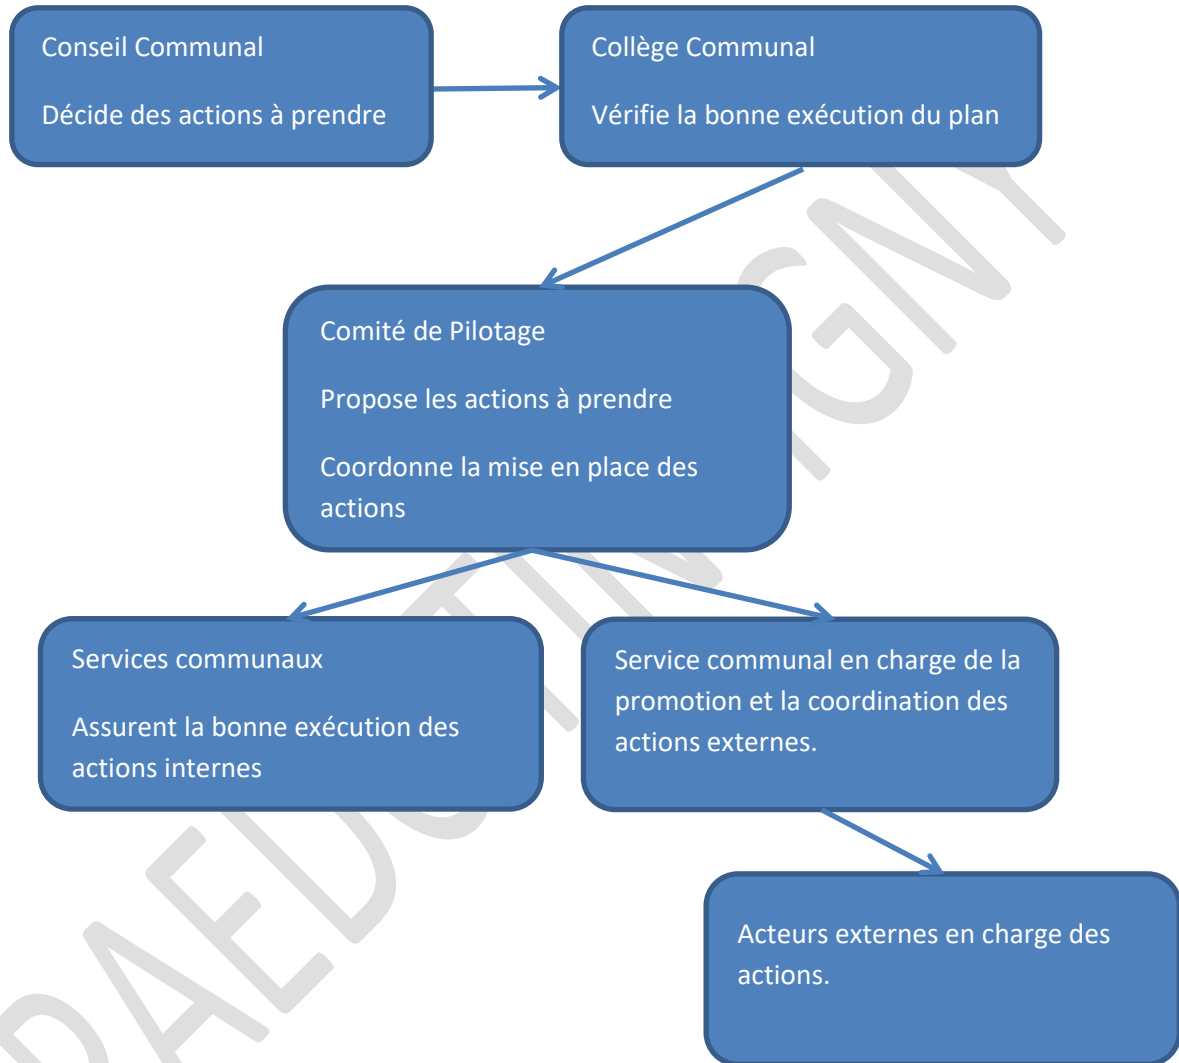 Conseil Communal
Décide des actions à prendre
Collège Communal
Vérifie la bonne exécution du plan
Comité de Pilotage
Propose les actions à prendre
Coordonne la mise en place des
actions
Services communaux
Assurent la bonne exécution des
actions internes
Service communal en charge de la
promotion et la coordination des
actions externes.
Acteurs externes en charge des
actions.